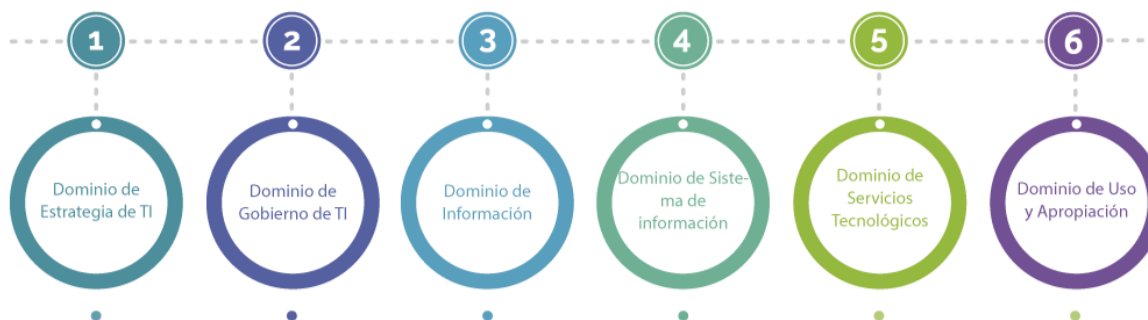 1
2
3
4
5
6
Dominio de
Estrategia de TI
Dominio de
Gobierno de TI
Dominio de
Información
Dominio de Siste-
ma de
información
Dominio de
Servicios
Tecnológicos
Dominio de Uso
y Apropiación